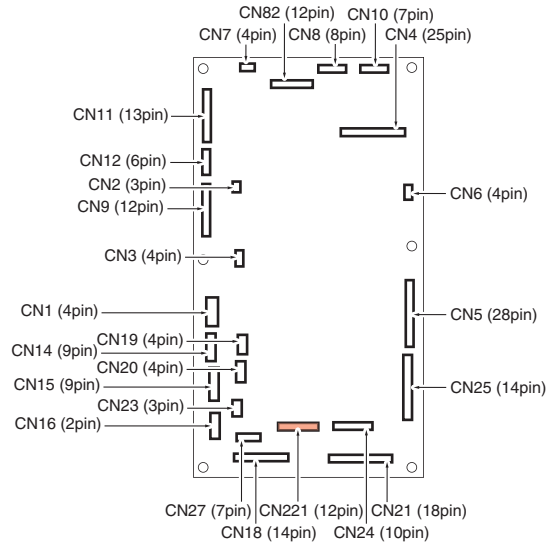 CN82 (12pin)
CN10 (7pin)
CN7 (4pin)
CN8 (8pin)
CN4 (25pin)
CN11 (13pin)
CN12 (6pin)
CN2 (3pin)
CN9 (12pin)
CN6 (4pin)
CN3 (4pin)
CN1 (4pin)
CN5 (28pin)
CN19 (4pin)
CN14 (9pin)
CN20 (4pin)
CN15 (9pin)
CN25 (14pin)
CN23 (3pin)
CN16 (2pin)
CN27 (7pin)
CN221 (12pin)
CN21 (18pin)
CN18 (14pin)
CN24 (10pin)